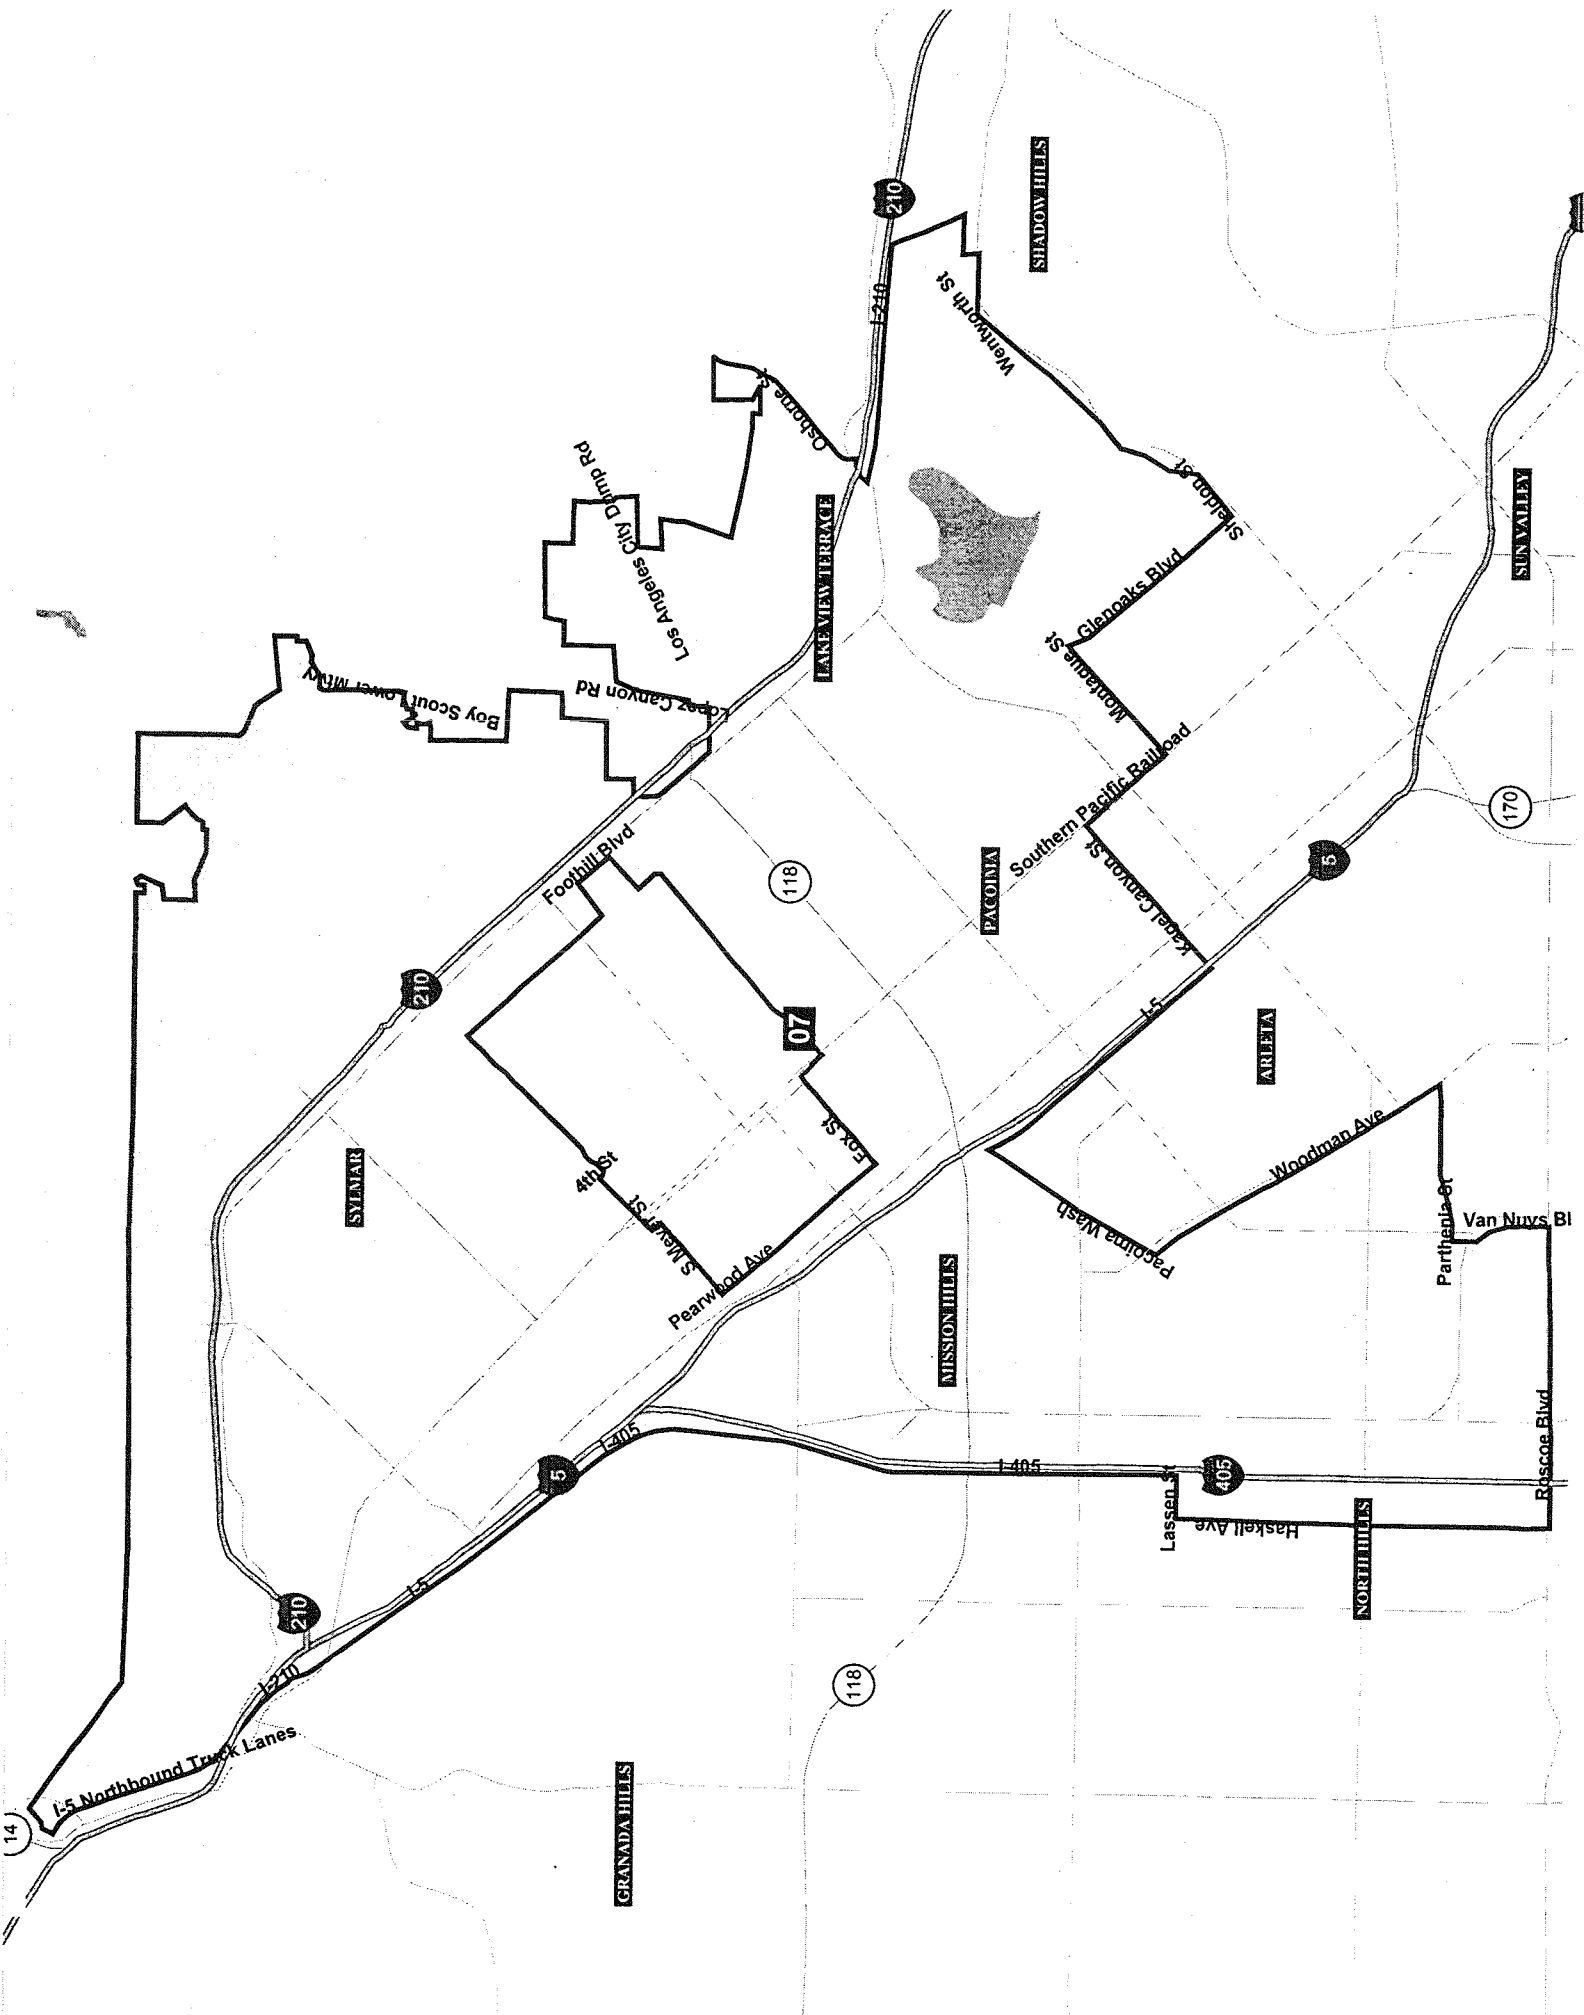 14
I-5 Northbound Truck Lanes
I-210
210
I-5
5
I-405
I-405
405
Lassen St
Haskell Ave
NORTH HILLS
Roscoe Blvd
GRANADA HILLS
118
SYLMAR
210
4th St
S Meyer St
Pearwood Ave
Fox St
07
Foothill Blvd
118
MISSION HILLS
Pacoima Wash
Woodman Ave
Parthenia St
Van Nuys Bl
ARLETA
I-5
PACOIMA
Kagel Canyon St
Southern Pacific Railroad
Montague St
Glenoaks Blvd
Sheldon St
Wentworth St
5
170
SUN VALLEY
SHADOW HILLS
210
I-210
Osborne St
LAKE VIEW TERRACE
Los Angeles City Dump Rd
Lopez Canyon Rd
Boy Scout Lower Mtwy